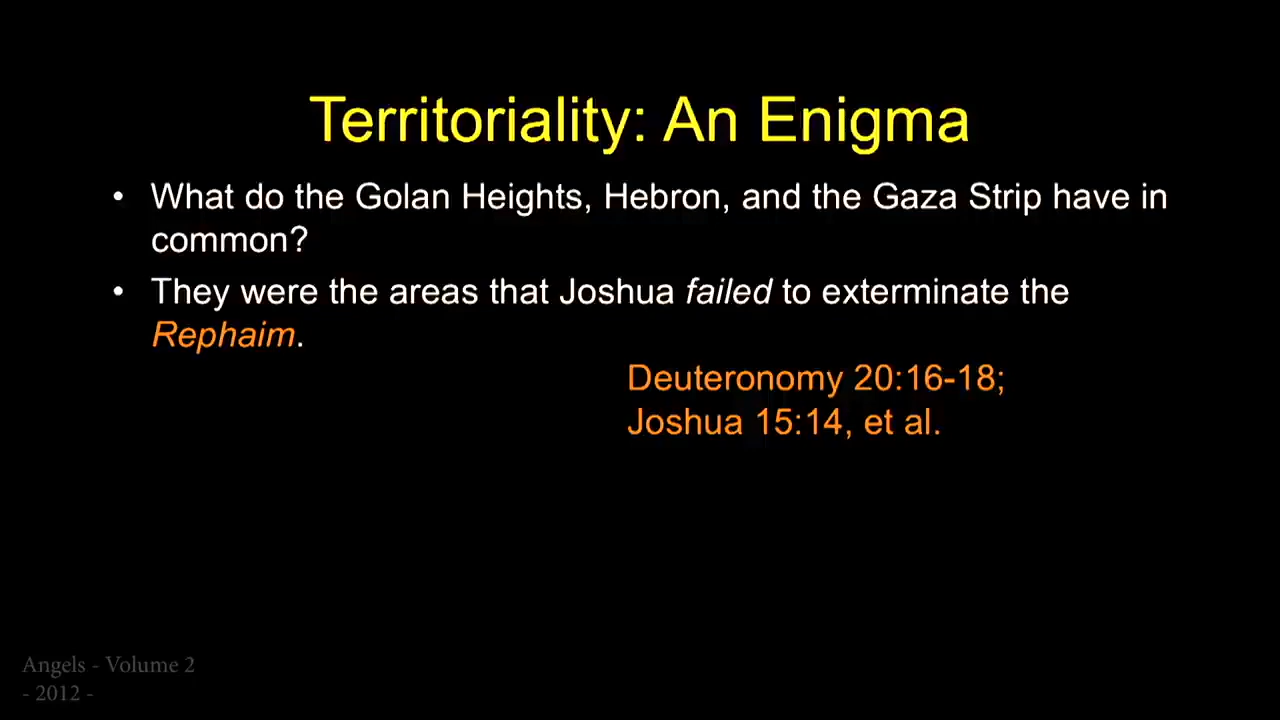 Territoriality: An Enigma
• What do the Golan Heights, Hebron, and the Gaza Strip have in
common?
• They were the areas that Joshua failed to exterminate the
Rephaim.
Deuteronomy 20:16-18;
Joshua 15:14, et al.
Angels - Volume 2
- 2012 -